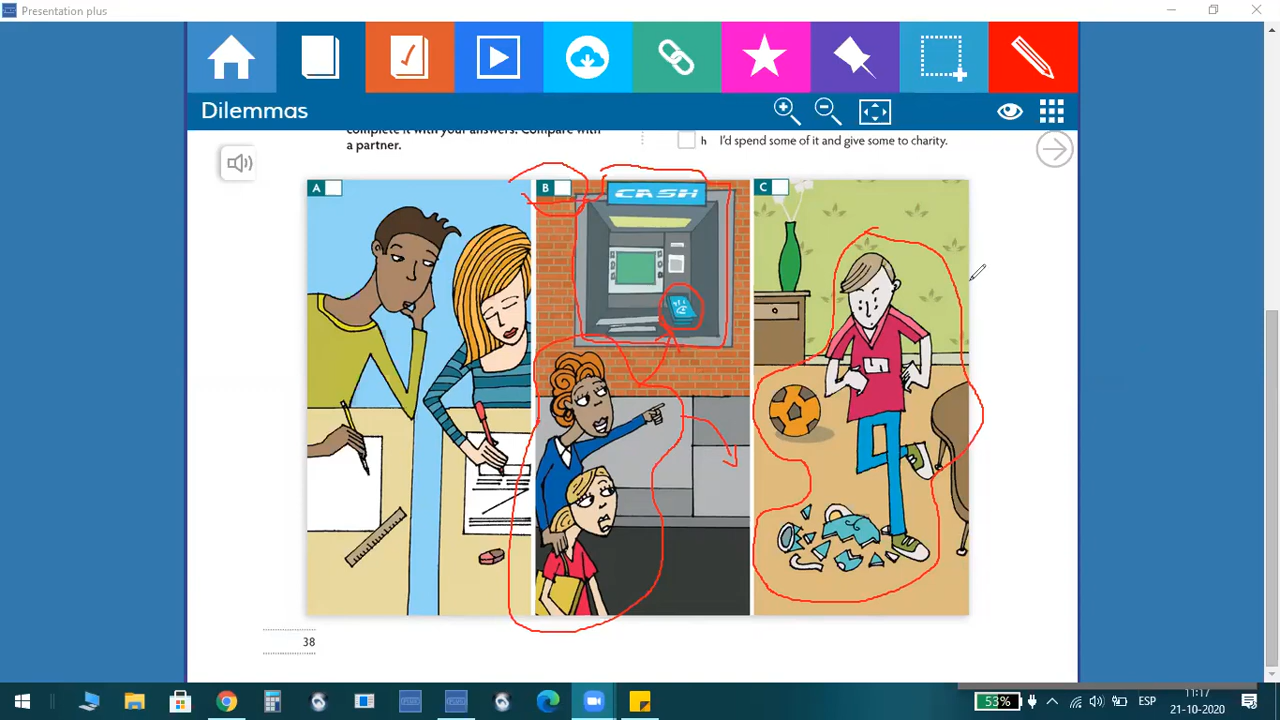 Presentation plus
Dilemmas
complete it with your answers. Compare with
a partner.
h I'd spend some of it and give some to charity.
A
B
CASH
C
38
53%
ESP
11:17
21-10-2020